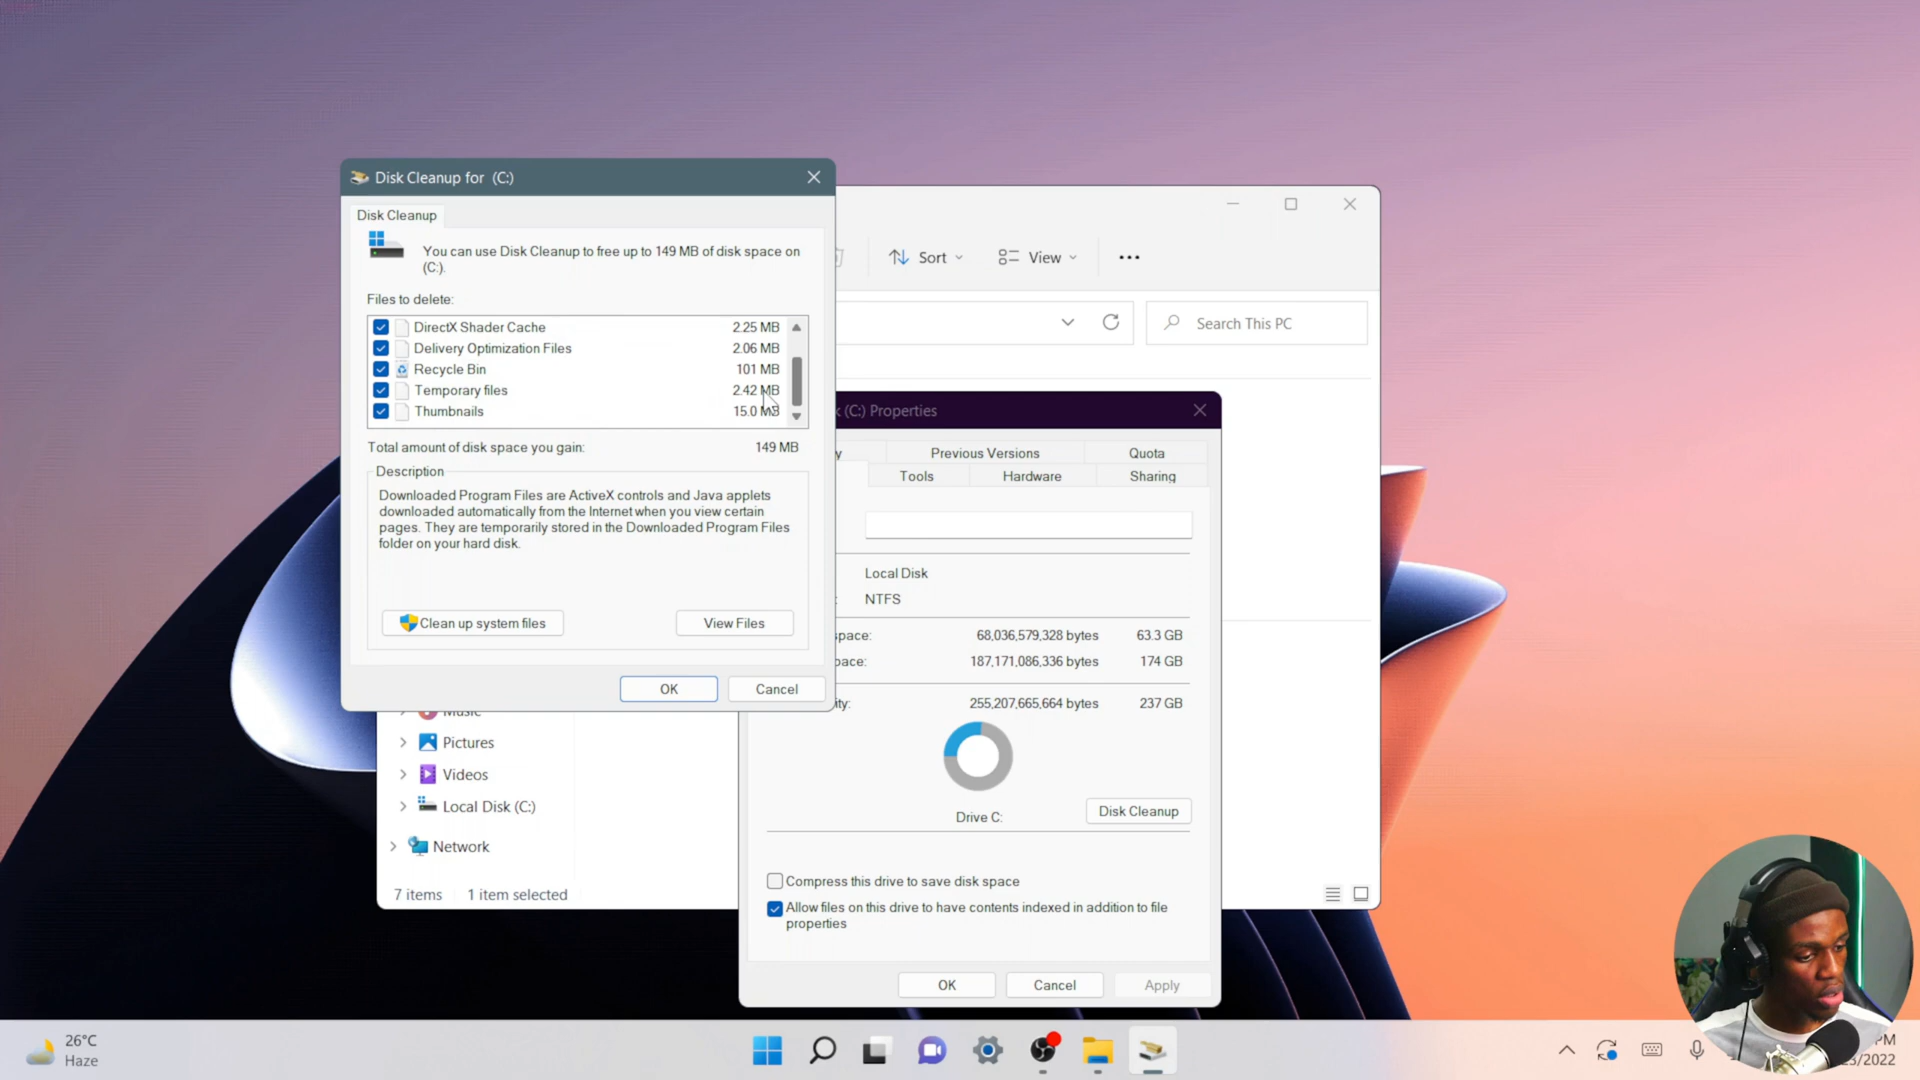 Disk Cleanup for (C:)
Disk Cleanup
You can use Disk Cleanup to free up to 149 MB of disk space on
(C:).
Files to delete:
DirectX Shader Cache 2.25 MB
Delivery Optimization Files 2.06 MB
Recycle Bin 101 MB
Temporary files 2.42 MB
Thumbnails 15.0 MB
Total amount of disk space you gain: 149 MB
Description
Downloaded Program Files are ActiveX controls and Java applets
downloaded automatically from the Internet when you view certain
pages. They are temporarily stored in the Downloaded Program Files
folder on your hard disk.
Clean up system files View Files
OK Cancel
Sort View
Search This PC
(C:) Properties
Previous Versions Quota
Tools Hardware Sharing
Local Disk
NTFS
space: 68,036,579,328 bytes 63.3 GB
187,171,086,336 bytes 174 GB
255,207,665,664 bytes 237 GB
Drive C: Disk Cleanup
Compress this drive to save disk space
Allow files on this drive to have contents indexed in addition to file
properties
OK Cancel Apply
Music
Pictures
Videos
Local Disk (C:)
Network
7 items 1 item selected
26°C
Haze
PM
/2022